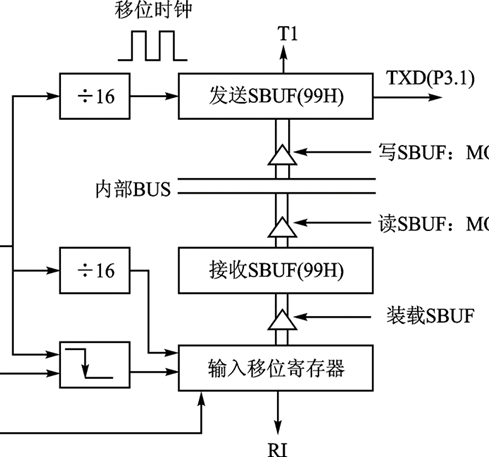 移位时钟
T1
÷16
发送SBUF(99H)
TXD(P3.1)
写SBUF：MO
内部BUS
读SBUF：MO
÷16
接收SBUF(99H)
装载SBUF
输入移位寄存器
RI